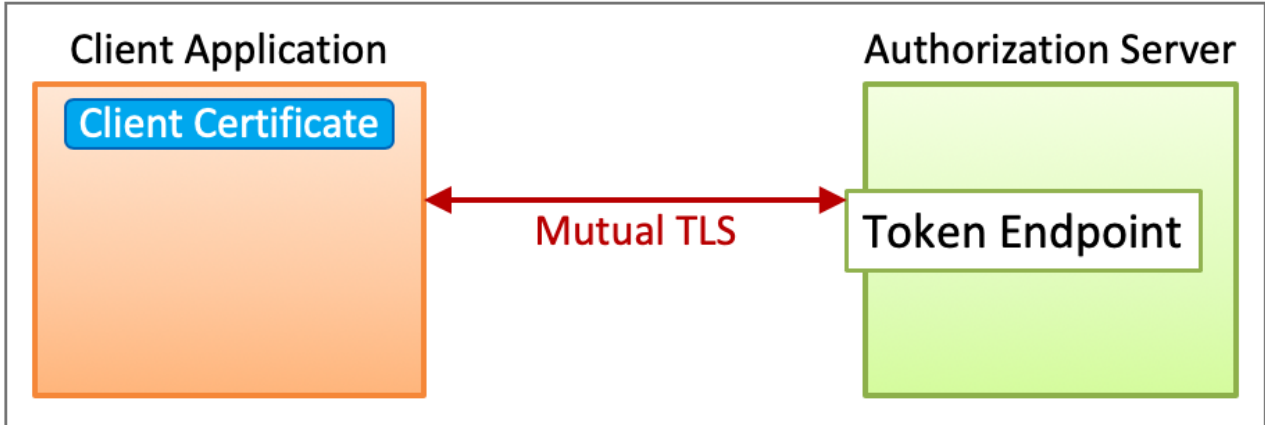 Client Application
Authorization Server
Client Certificate
Mutual TLS
Token Endpoint